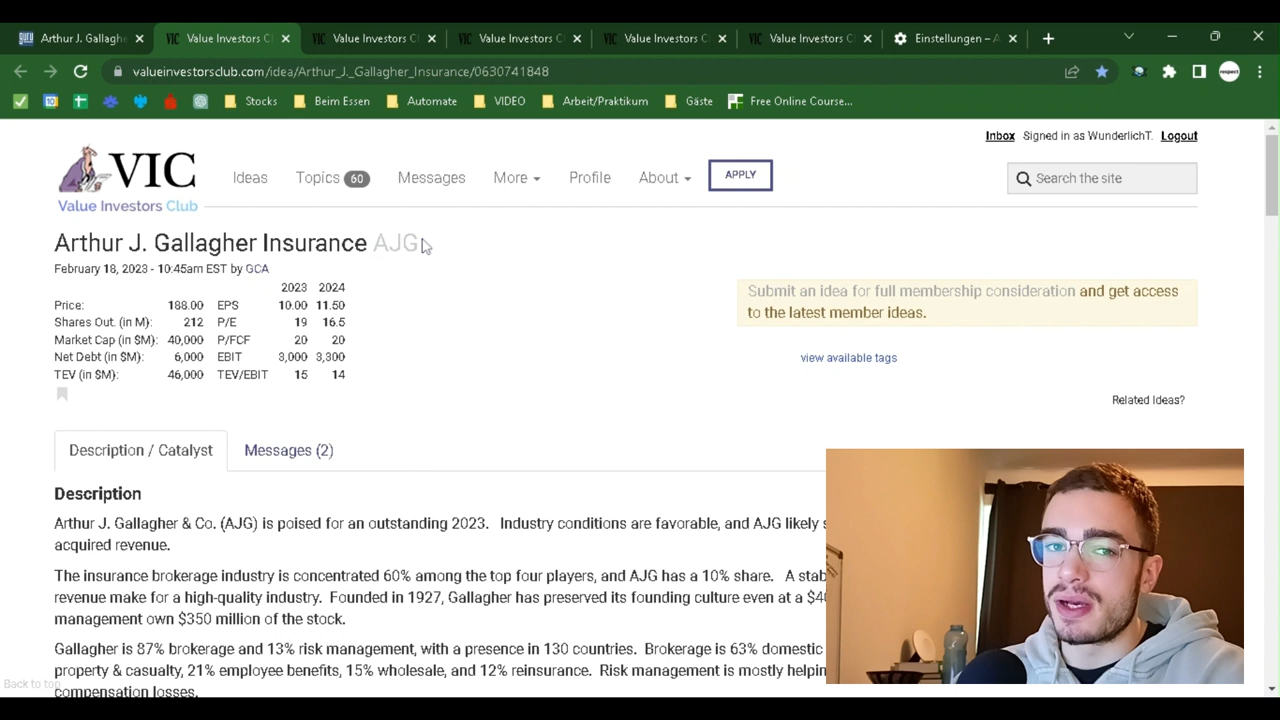 Arthur J. Gallagh
Value Investors C
Value Investors C
Value Investors C
Value Investors C
Value Investors C
Einstellungen – A
valueinvestorsclub.com/idea/Arthur_J._Gallagher_Insurance/0630741848
Stocks
Beim Essen
Automate
VIDEO
Arbeit/Praktikum
Gäste
Free Online Course...
Inbox Signed in as WunderlichT. Logout
VIC
Value Investors Club
Ideas
Topics 60
Messages
More
Profile
About
APPLY
Search the site
Arthur J. Gallagher Insurance AJG
February 18, 2023 - 10:45am EST by GCA
2023 2024
Price: 188.00 EPS 10.00 11.50
Shares Out. (in M): 212 P/E 19 16.5
Market Cap (in $M): 40,000 P/FCF 20 20
Net Debt (in $M): 6,000 EBIT 3,000 3,300
TEV (in $M): 46,000 TEV/EBIT 15 14
Submit an idea for full membership consideration and get access
to the latest member ideas.
view available tags
Related Ideas?
Description / Catalyst
Messages (2)
Description
Arthur J. Gallagher & Co. (AJG) is poised for an outstanding 2023. Industry conditions are favorable, and AJG likely
acquired revenue.
The insurance brokerage industry is concentrated 60% among the top four players, and AJG has a 10% share. A
revenue make for a high-quality industry. Founded in 1927, Gallagher has preserved its founding culture even at a
management own $350 million of the stock.
Gallagher is 87% brokerage and 13% risk management, with a presence in 130 countries. Brokerage is 63% domestic
property & casualty, 21% employee benefits, 15% wholesale, and 12% reinsurance. Risk management is mostly helpin
compensation losses.
Back to top